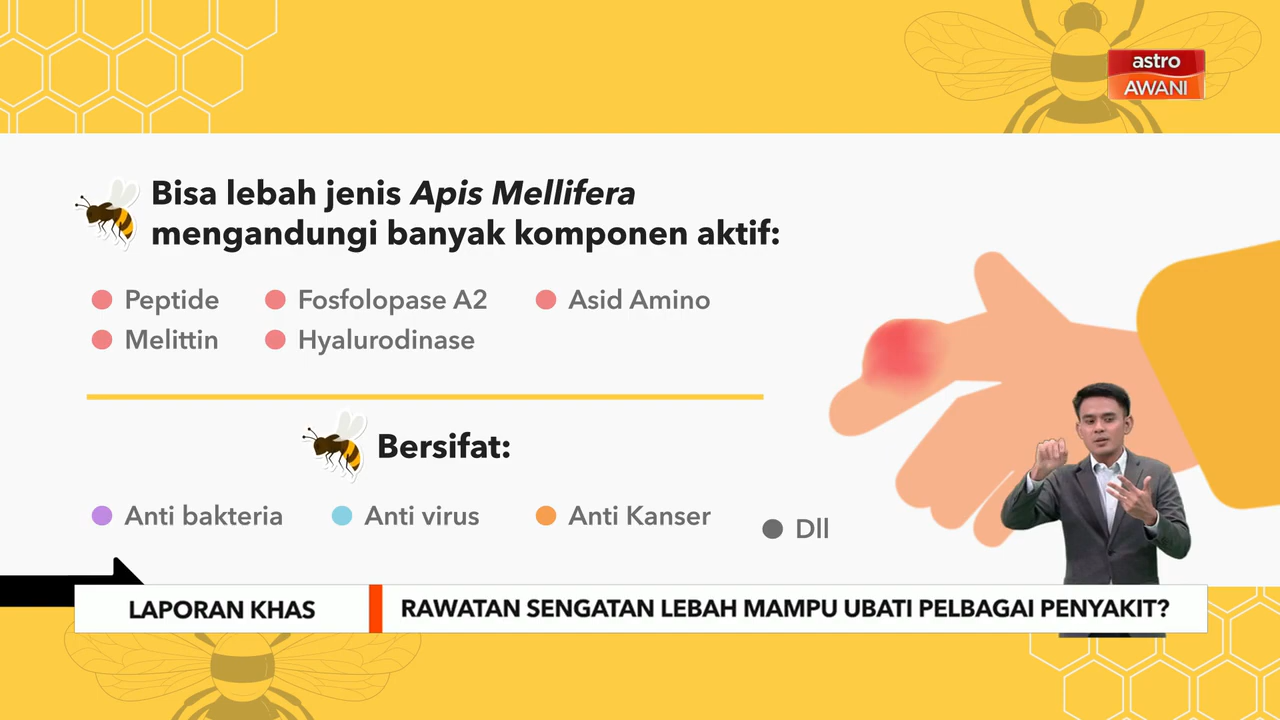 astro
AWANI
Bisa lebah jenis Apis Mellifera
mengandungi banyak komponen aktif:
Peptide
Fosfolopase A2
Asid Amino
Melittin
Hyalurodinase
Bersifat:
Anti bakteria
Anti virus
Anti Kanser
Dll
LAPORAN KHAS
RAWATAN SENGATAN LEBAH MAMPU UBATI PELBAGAI PENYAKIT?